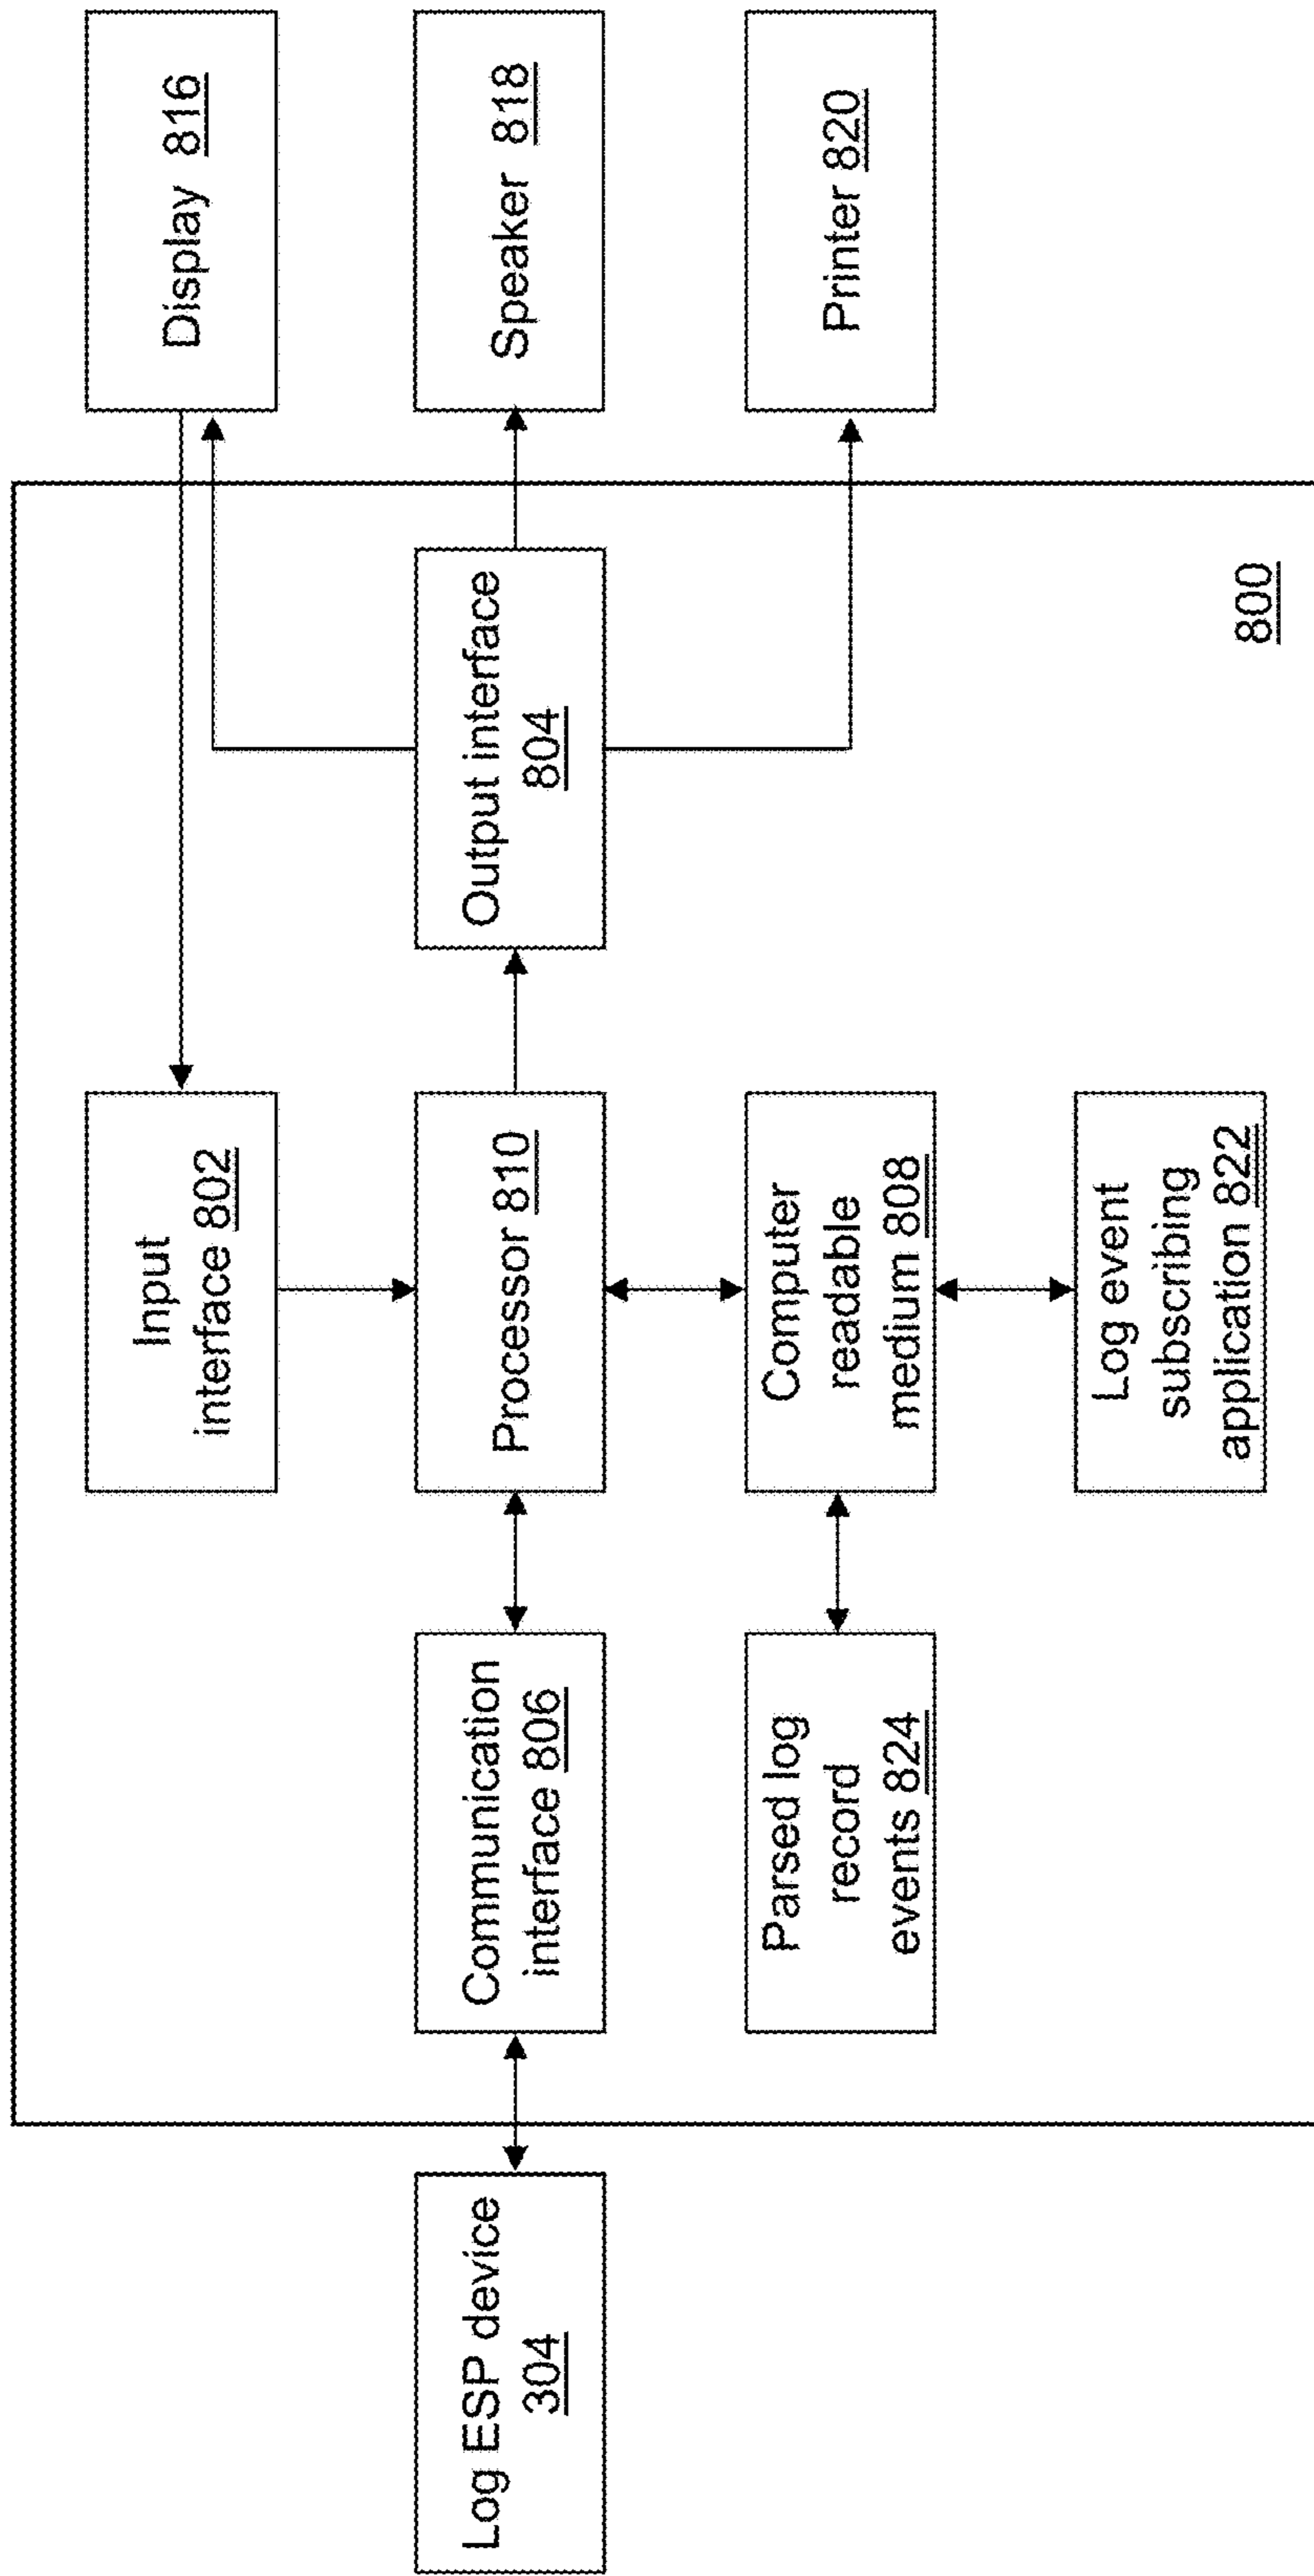 Display 816
Input
interface 802
Speaker 818
Output interface
804
Processor 810
Communication
interface 806
Log ESP device
304
Printer 820
Computer
readable
medium 808
Parsed log
record
events 824
Log event
subscribing
application 822
800